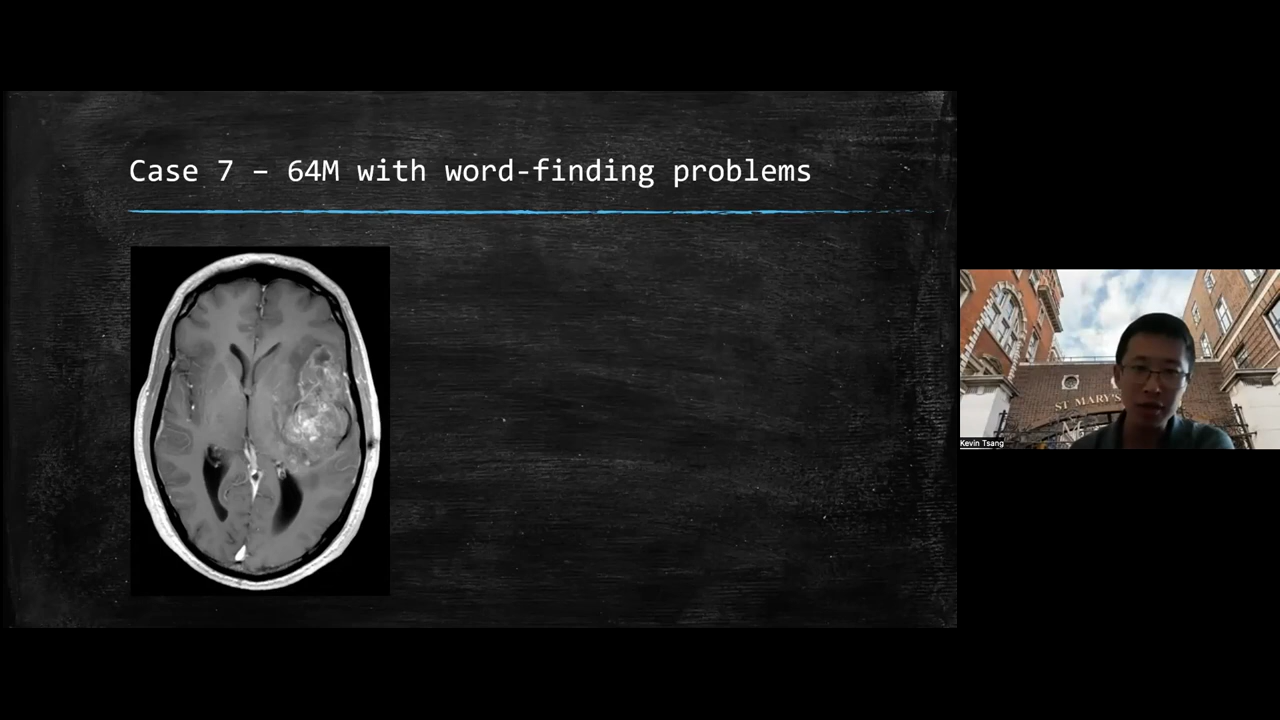 Case 7 – 64M with word-finding problems
ST MARY'S
M
Kevin Tsang